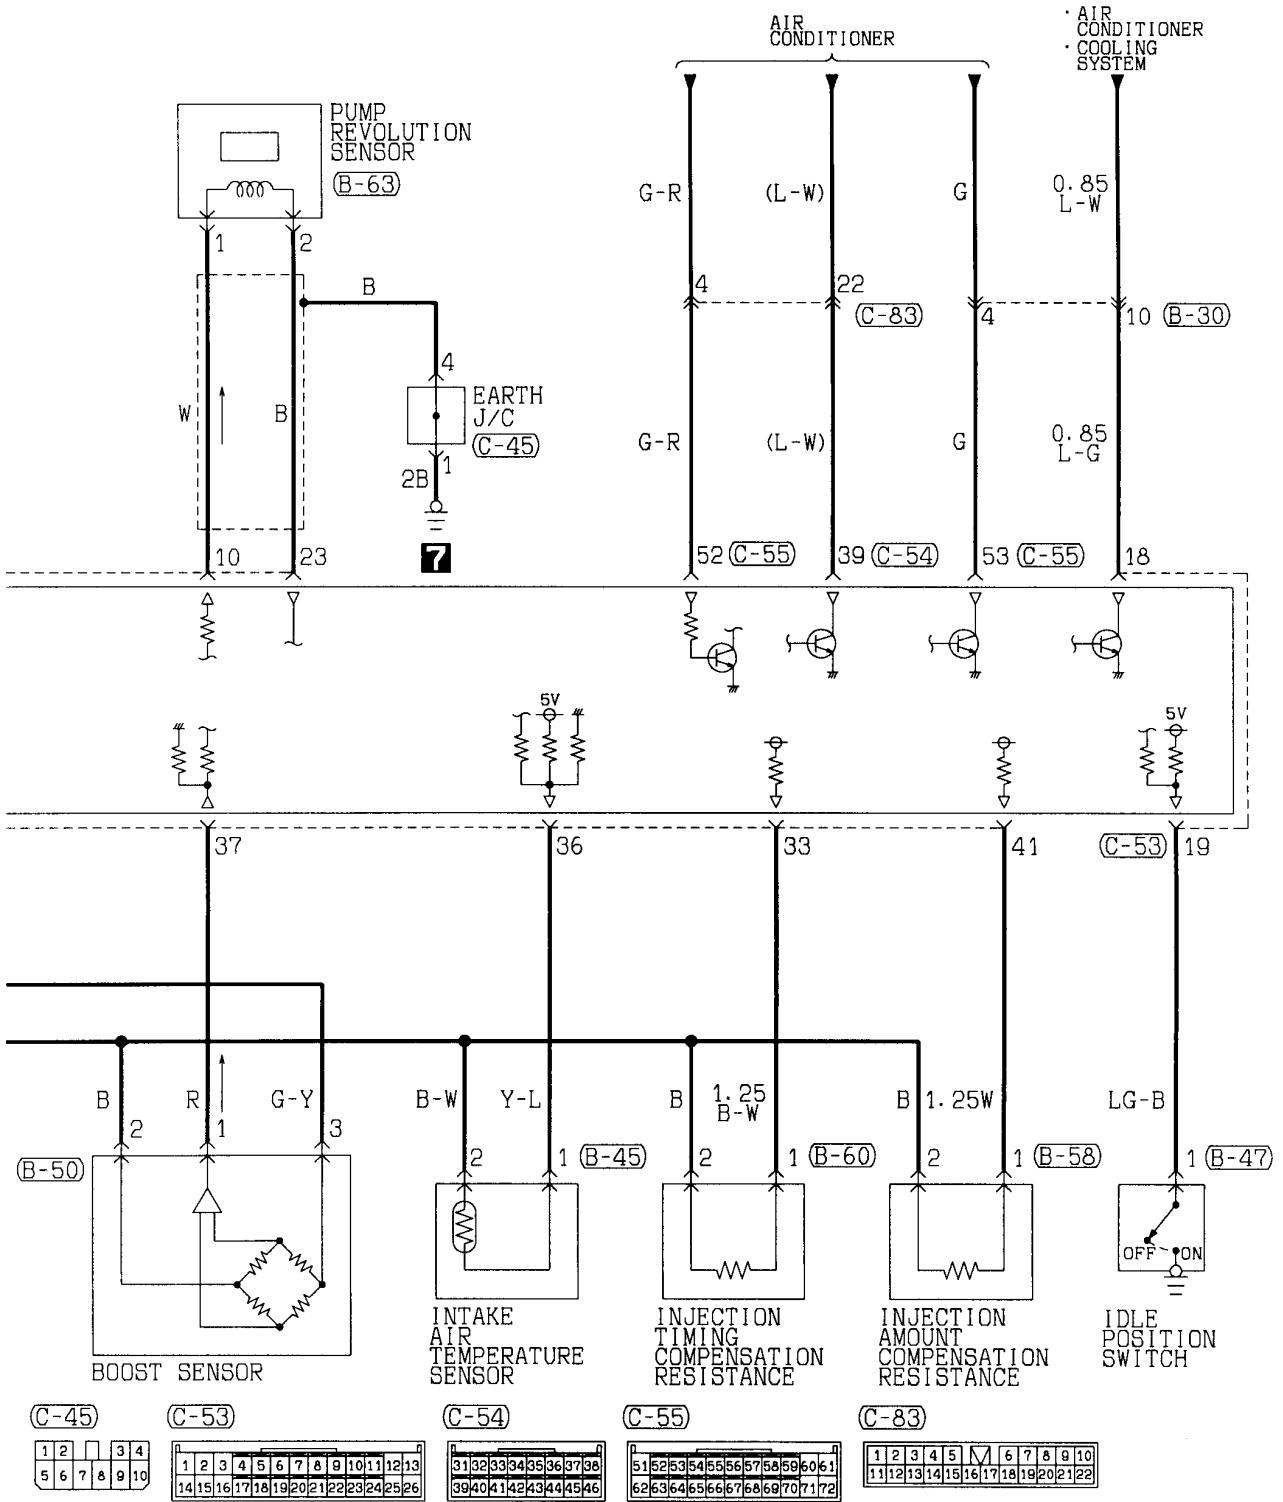 AIR
CONDITIONER
· AIR
CONDITIONER
· COOLING
SYSTEM
PUMP
REVOLUTION
SENSOR
B-63
1
2
G-R
(L-W)
G
0.85
L-W
B
4
22
C-83
4
10
B-30
4
EARTH
J/C
C-45
W
B
1
2B
7
G-R
(L-W)
G
0.85
L-G
10
23
52
C-55
39
C-54
53
C-55
18
5V
5V
37
36
33
41
C-53
19
B
R
G-Y
B-W
Y-L
B
1.25
B-W
B
1.25W
LG-B
2
1
3
B-50
2
1
B-45
2
1
B-60
2
1
B-58
1
B-47
OFF
ON
BOOST SENSOR
INTAKE
AIR
TEMPERATURE
SENSOR
INJECTION
TIMING
COMPENSATION
RESISTANCE
INJECTION
AMOUNT
COMPENSATION
RESISTANCE
IDLE
POSITION
SWITCH
C-45
1 2 3 4
5 6 7 8 9 10
C-53
1 2 3 4 5 6 7 8 9 10 11 12 13
14 15 16 17 18 19 20 21 22 23 24 25 26
C-54
31 32 33 34 35 36 37 38
39 40 41 42 43 44 45 46
C-55
51 52 53 54 55 56 57 58 59 60 61
62 63 64 65 66 67 68 69 70 71 72
C-83
1 2 3 4 5 6 7 8 9 10
11 12 13 14 15 16 17 18 19 20 21 22